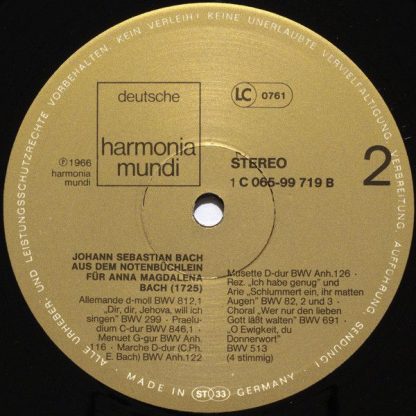 ALLE URHEBER- UND LEISTUNGSSCHUTZRECHTE VORBEHALTEN. KEIN VERLEIH! KEINE UNERLAUBTE VERVIELFÄLTIGUNG, VERBREITUNG, AUFFÜHRUNG, SENDUNG!
deutsche
harmonia
mundi
LC 0761
℗ 1966
harmonia
mundi
STEREO
1 C 065-99 719 B
2
JOHANN SEBASTIAN BACH
AUS DEM NOTENBÜCHLEIN
FÜR ANNA MAGDALENA
BACH (1725)
Allemande d-moll BWV 812,1
· „Dir, dir, Jehova, will ich
singen" BWV 299 · Praelu-
dium C-dur BWV 846,1 ·
Menuet G-dur BWV Anh.
116 · Marche D-dur (C.Ph.
E. Bach) BWV Anh.122
Musette D-dur BWV Anh.126 ·
Rez. „Ich habe genug" und
Arie „Schlummert ein, ihr matten
Augen" BWV 82, 2 und 3 ·
Choral „Wer nur den lieben
Gott läßt walten" BWV 691 ·
„O Ewigkeit, du
Donnerwort"
BWV 513
(4 stimmig)
MADE IN GERMANY
ST 33